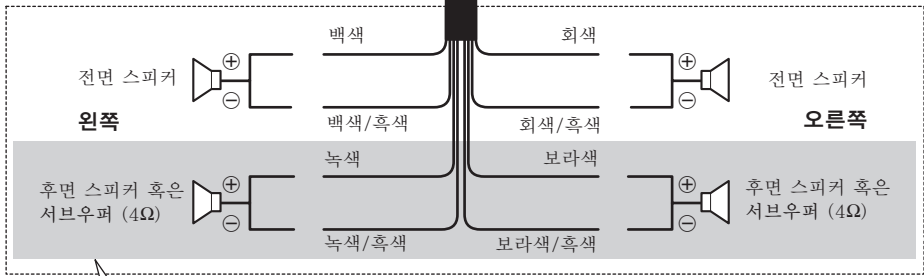 백색
회색
⊕
⊕
전면 스피커
전면 스피커
⊖
⊖
왼쪽
백색/흑색
회색/흑색
오른쪽
녹색
보라색
⊕
⊕
후면 스피커 혹은
서브우퍼 (4Ω)
후면 스피커 혹은
서브우퍼 (4Ω)
⊖
⊖
녹색/흑색
보라색/흑색